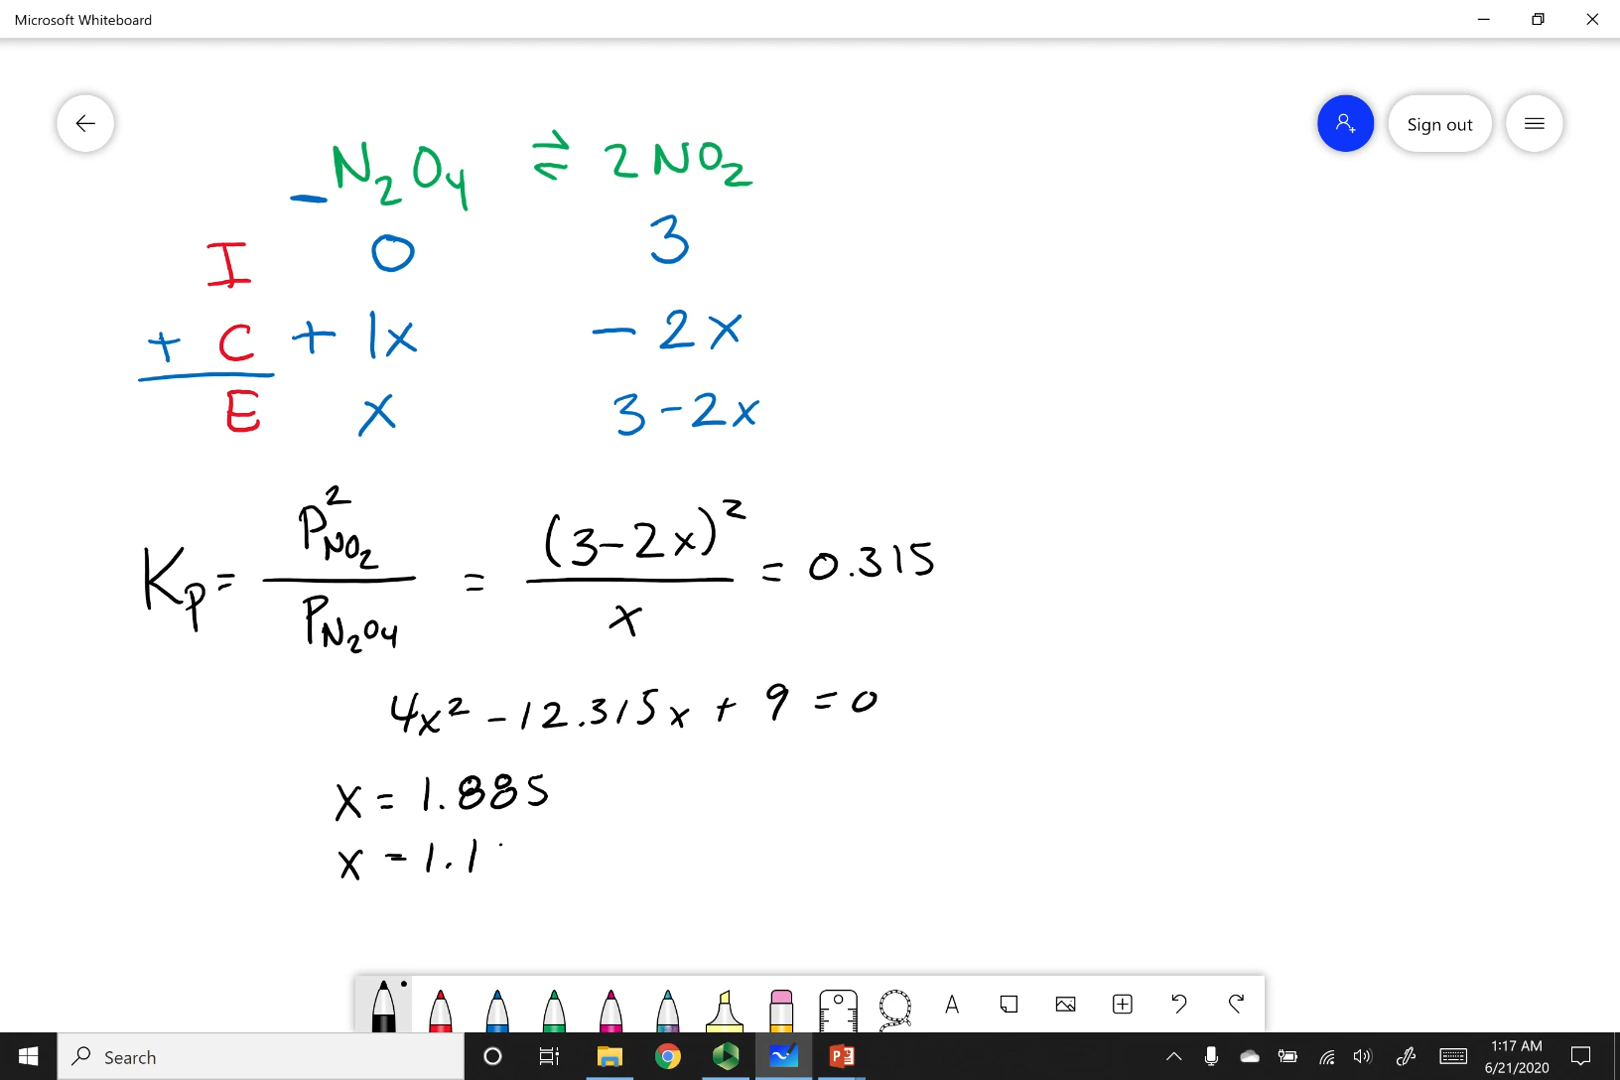 Microsoft Whiteboard
Sign out
N₂O₄ ⇌ 2NO₂
I 0 3
+ C + 1x - 2x
E x 3-2x
Kp = P²NO₂ / PN₂O₄ = (3-2x)² / x = 0.315
4x² - 12.315x + 9 = 0
x = 1.885
x = 1.1
A
Search
1:17 AM
6/21/2020